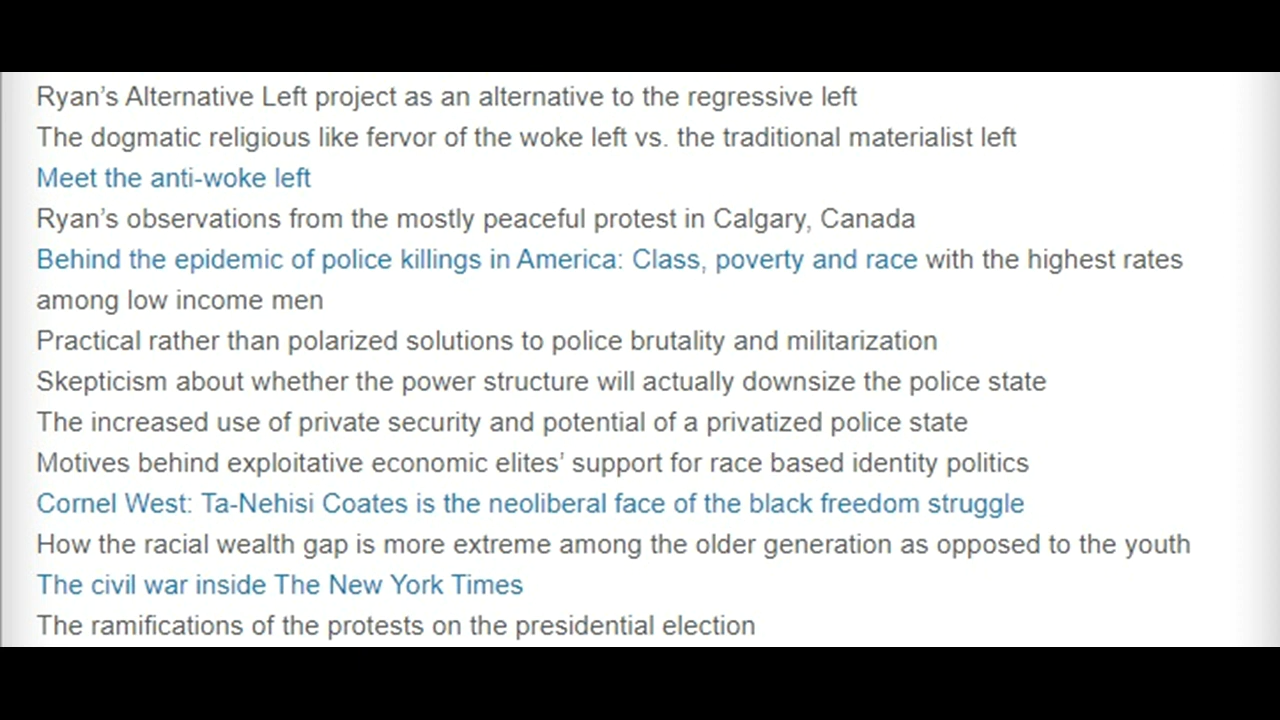 Ryan’s Alternative Left project as an alternative to the regressive left
The dogmatic religious like fervor of the woke left vs. the traditional materialist left
Meet the anti-woke left
Ryan’s observations from the mostly peaceful protest in Calgary, Canada
Behind the epidemic of police killings in America: Class, poverty and race with the highest rates
among low income men
Practical rather than polarized solutions to police brutality and militarization
Skepticism about whether the power structure will actually downsize the police state
The increased use of private security and potential of a privatized police state
Motives behind exploitative economic elites’ support for race based identity politics
Cornel West: Ta-Nehisi Coates is the neoliberal face of the black freedom struggle
How the racial wealth gap is more extreme among the older generation as opposed to the youth
The civil war inside The New York Times
The ramifications of the protests on the presidential election